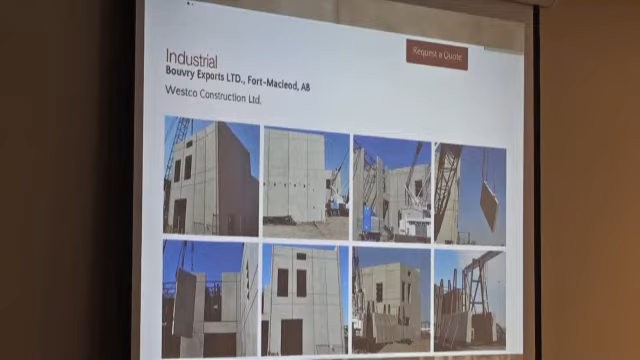 Industrial
Request a Quote
Bouvry Exports LTD., Fort-Macleod, AB
Westco Construction Ltd.